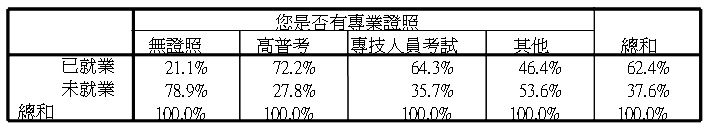 您是否有專業證照
無證照 高普考 專技人員考試 其他 總和
已就業 21.1% 72.2% 64.3% 46.4% 62.4%
未就業 78.9% 27.8% 35.7% 53.6% 37.6%
總和 100.0% 100.0% 100.0% 100.0% 100.0%